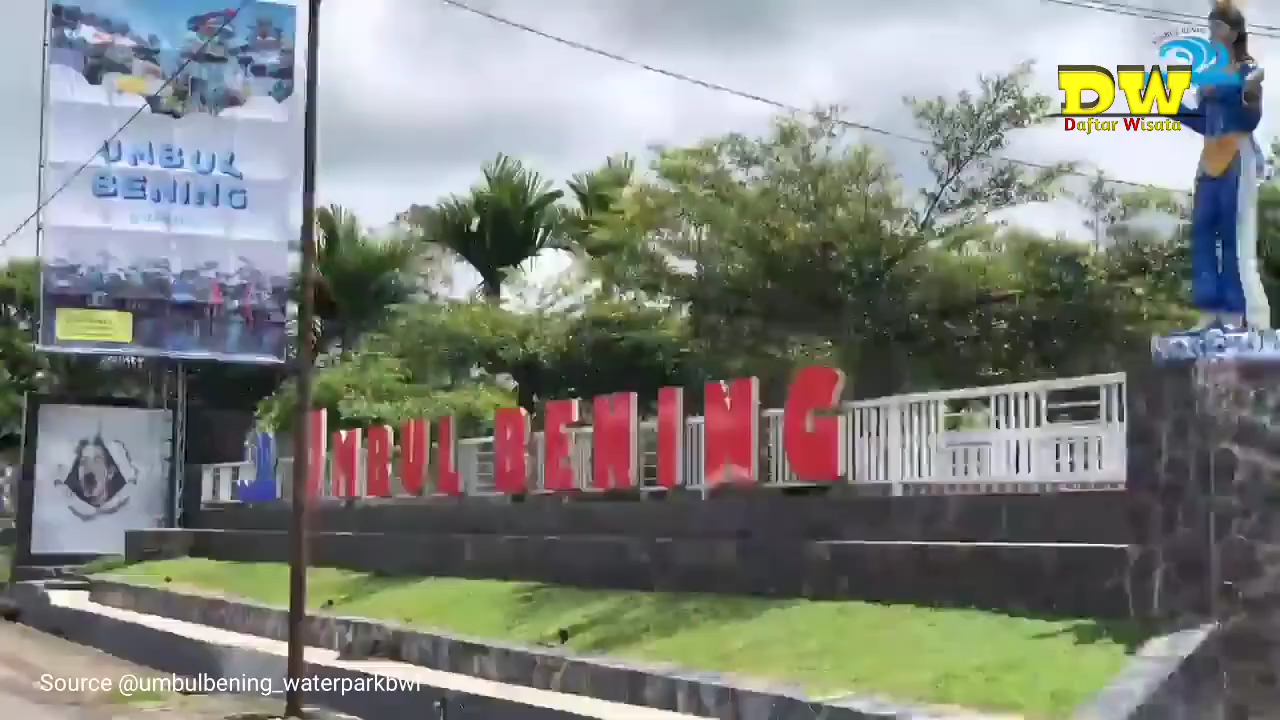 UMBUL
BENING
UMBUL BENING
DW
Daftar Wisata
Source @umbulbening_waterparkbwi